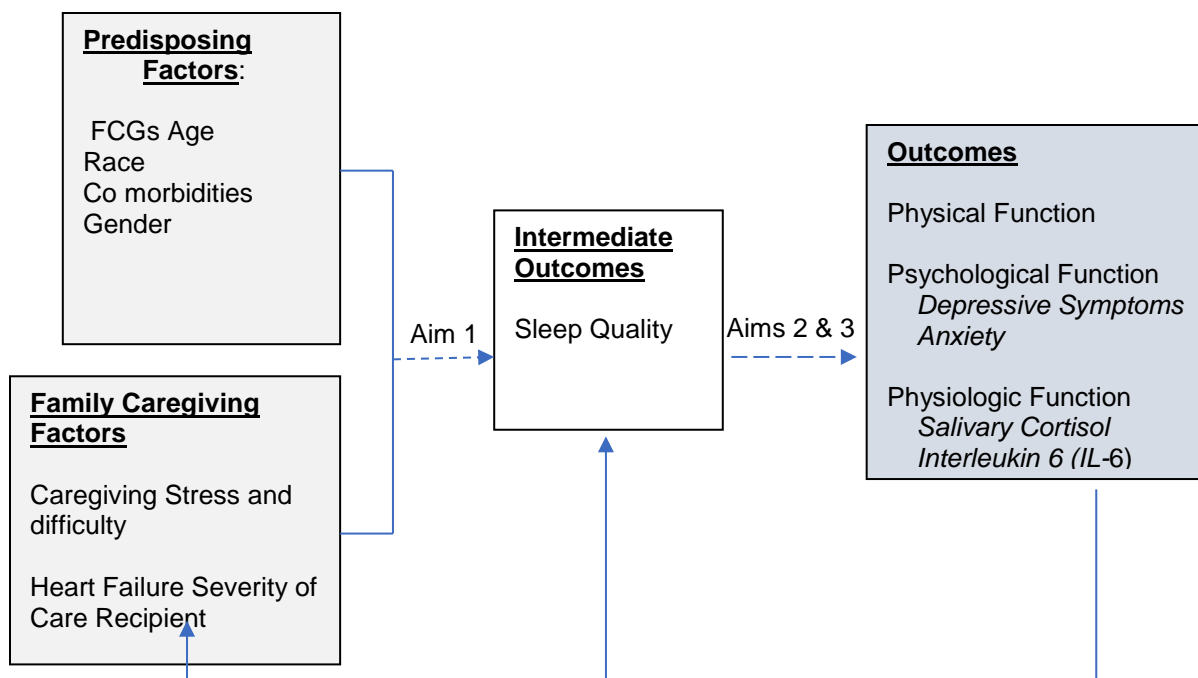 Predisposing
Factors:
FCGs Age
Race
Co morbidities
Gender
Family Caregiving
Factors
Caregiving Stress and
difficulty
Heart Failure Severity of
Care Recipient
Aim 1
Intermediate
Outcomes
Sleep Quality
Aims 2 & 3
Outcomes
Physical Function
Psychological Function
Depressive Symptoms
Anxiety
Physiologic Function
Salivary Cortisol
Interleukin 6 (IL-6)